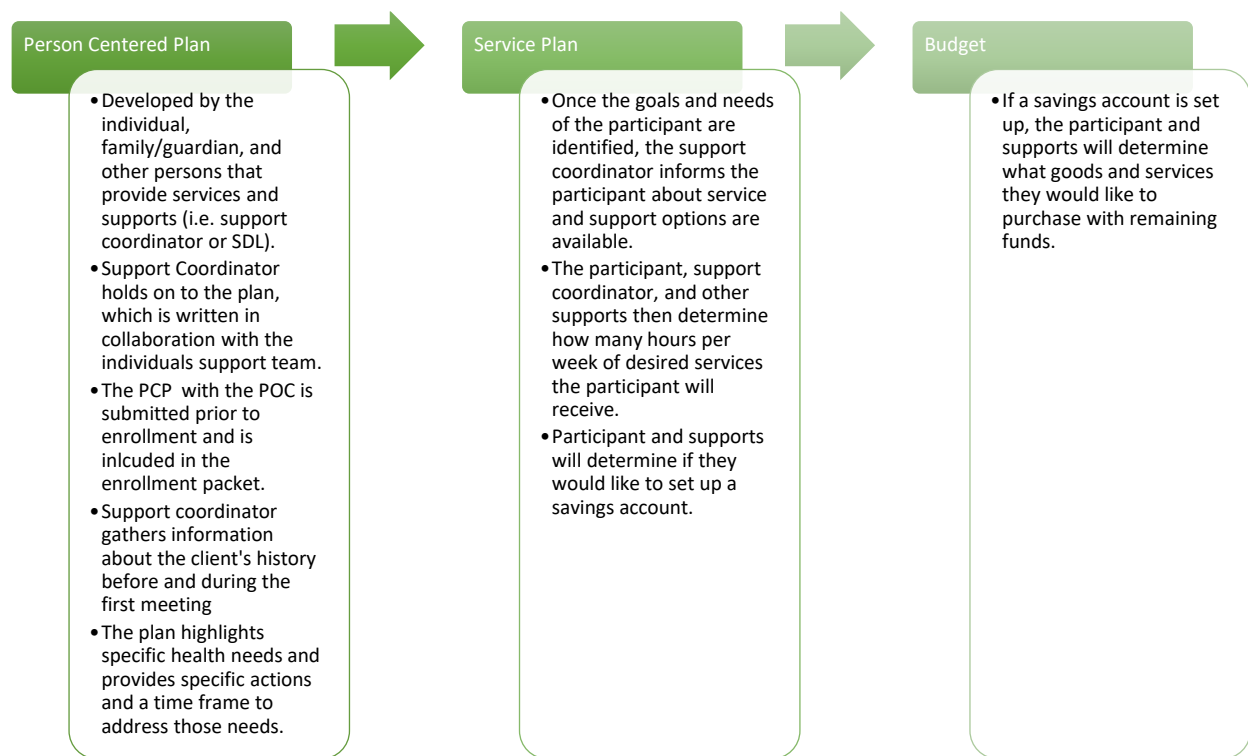 Person Centered Plan
•Developed by the
individual,
family/guardian, and
other persons that
provide services and
supports (i.e. support
coordinator or SDL).
•Support Coordinator
holds on to the plan,
which is written in
collaboration with the
individuals support team.
•The PCP with the POC is
submitted prior to
enrollment and is
inlcuded in the
enrollment packet.
•Support coordinator
gathers information
about the client's history
before and during the
first meeting
•The plan highlights
specific health needs and
provides specific actions
and a time frame to
address those needs.
Service Plan
•Once the goals and needs
of the participant are
identified, the support
coordinator informs the
participant about service
and support options are
available.
•The participant, support
coordinator, and other
supports then determine
how many hours per
week of desired services
the participant will
receive.
•Participant and supports
will determine if they
would like to set up a
savings account.
Budget
•If a savings account is set
up, the participant and
supports will determine
what goods and services
they would like to
purchase with remaining
funds.